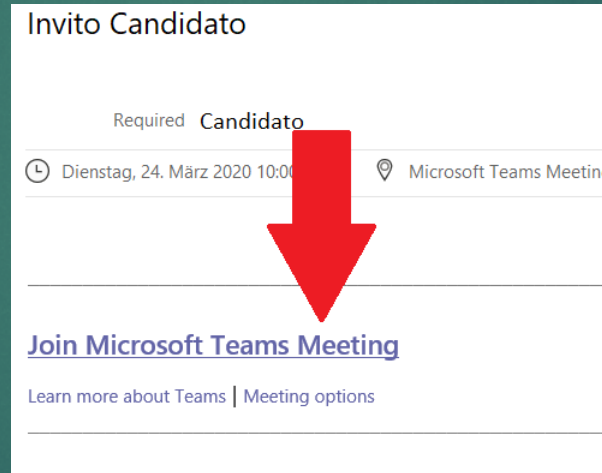 Invito Candidato
Required Candidato
Dienstag, 24. März 2020 10:00 Microsoft Teams Meetin
Join Microsoft Teams Meeting
Learn more about Teams | Meeting options